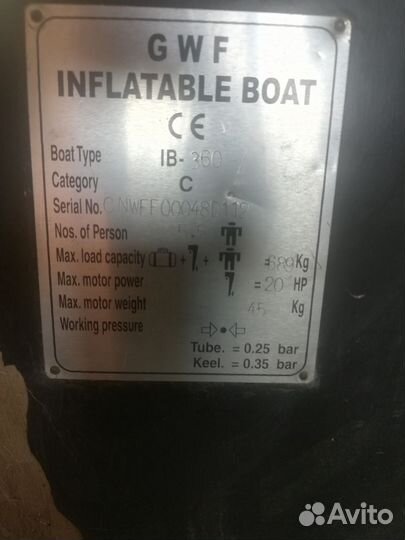 GWF
INFLATABLE BOAT
CE
Boat Type IB-360
Category C
Serial No.
Nos. of Person
Max. load capacity + + = 689 Kg
Max. motor power = 20 HP
Max. motor weight 45 Kg
Working pressure
Tube. = 0.25 bar
Keel. = 0.35 bar
Avito